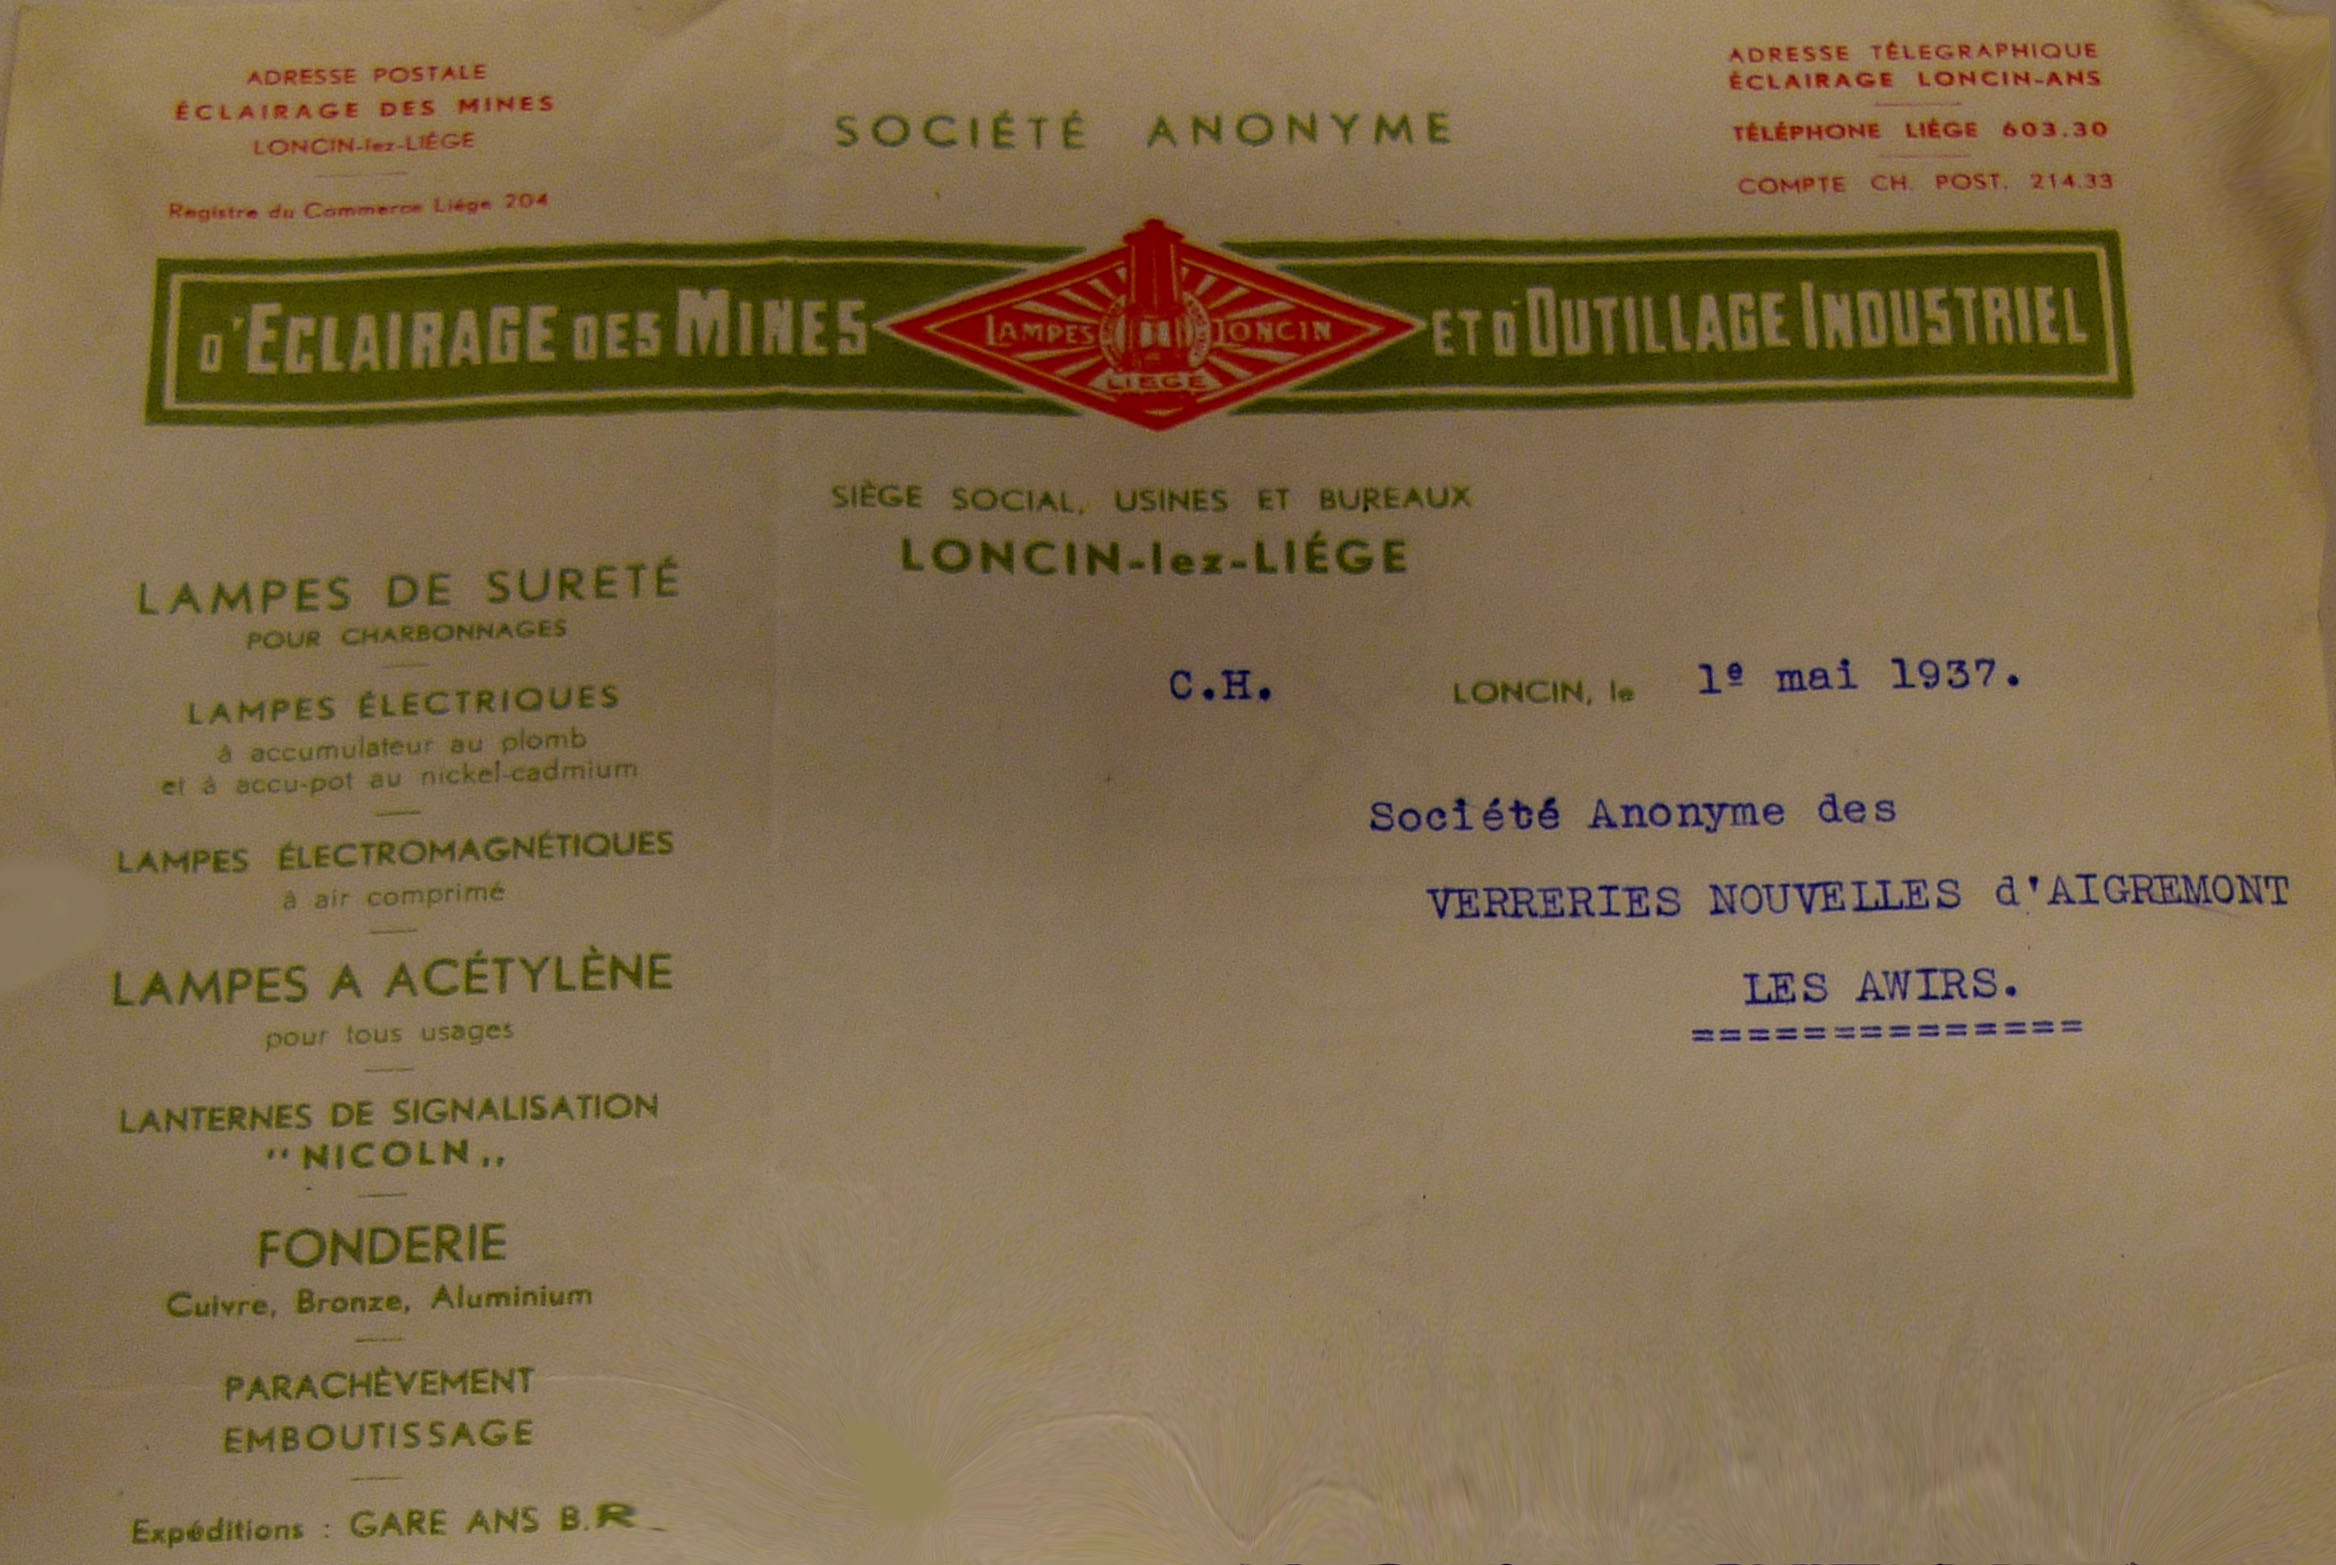 ADRESSE POSTALE
ÉCLAIRAGE DES MINES
LONCIN-lez-LIÉGE
Registre du Commerce Liége 204
SOCIÉTÉ ANONYME
ADRESSE TÉLEGRAPHIQUE
ÉCLAIRAGE LONCIN-ANS
TÉLÉPHONE LIÉGE 603.30
COMPTE CH. POST. 214.33
D'ECLAIRAGE DES MINES
LAMPES LONCIN
LIEGE
ET D'OUTILLAGE INDUSTRIEL
SIÈGE SOCIAL, USINES ET BUREAUX
LONCIN-lez-LIÉGE
LAMPES DE SURETÉ
POUR CHARBONNAGES
LAMPES ÉLECTRIQUES
à accumulateur au plomb
et à accu-pot au nickel-cadmium
LAMPES ÉLECTROMAGNÉTIQUES
à air comprimé
LAMPES A ACÉTYLÈNE
pour tous usages
LANTERNES DE SIGNALISATION
"NICOLN„
FONDERIE
Cuivre, Bronze, Aluminium
PARACHÈVEMENT
EMBOUTISSAGE
Expéditions : GARE ANS B.R
C.H. LONCIN, le 1º mai 1937.
Société Anonyme des
VERRERIES NOUVELLES d'AIGREMONT
LES AWIRS.
==============